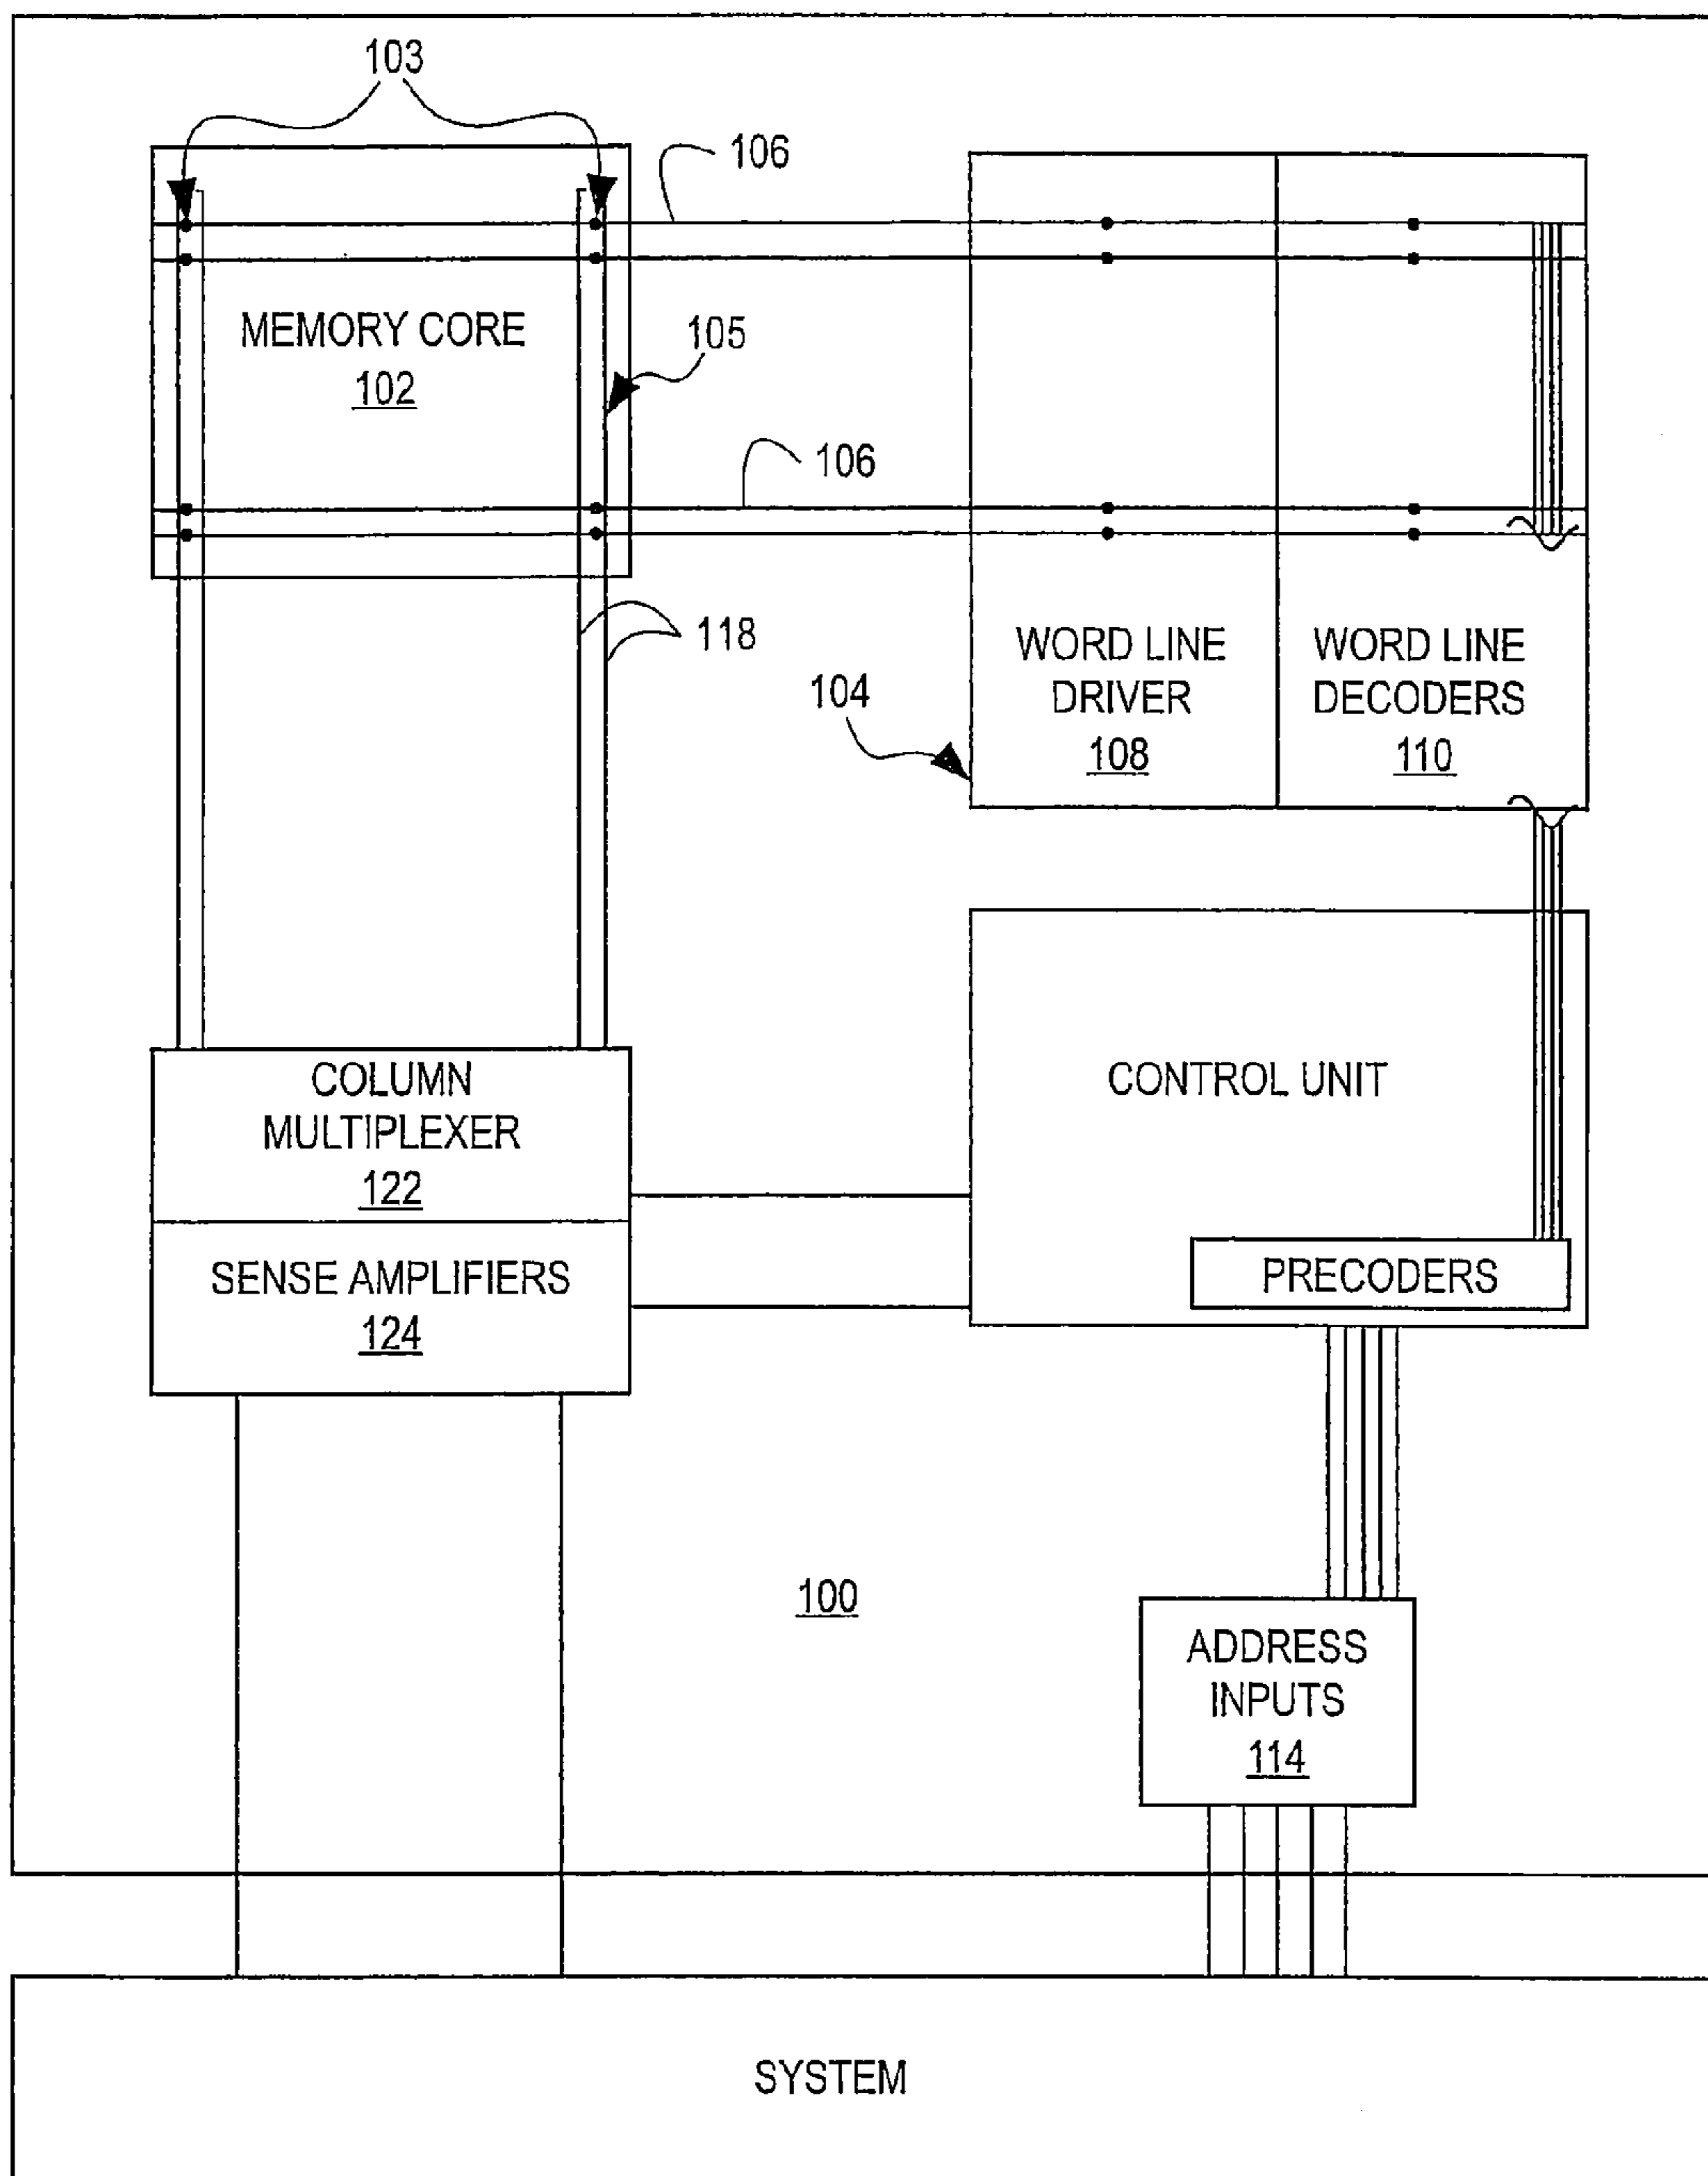 103
106
MEMORY CORE
102
105
106
118
WORD LINE
DRIVER
108
WORD LINE
DECODERS
110
104
COLUMN
MULTIPLEXER
122
CONTROL UNIT
SENSE AMPLIFIERS
124
PRECODERS
100
ADDRESS
INPUTS
114
SYSTEM